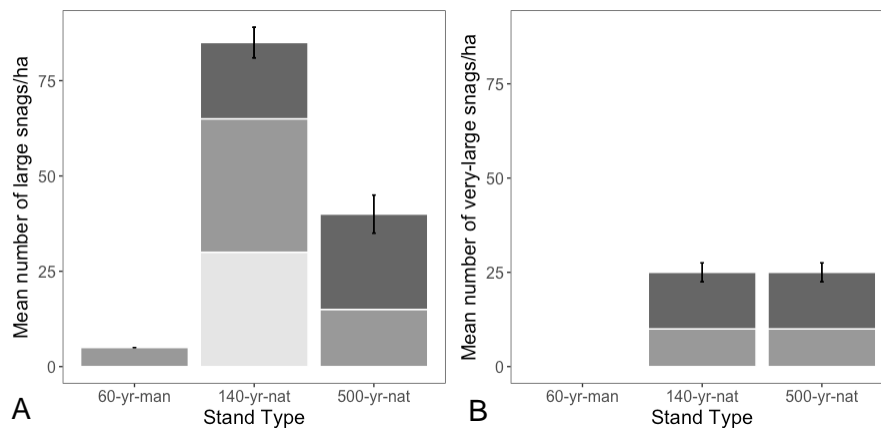 Mean number of large snags/ha
75
50
25
0
60-yr-man 140-yr-nat 500-yr-nat
Stand Type
A
Mean number of very-large snags/ha
75
50
25
0
60-yr-man 140-yr-nat 500-yr-nat
Stand Type
B